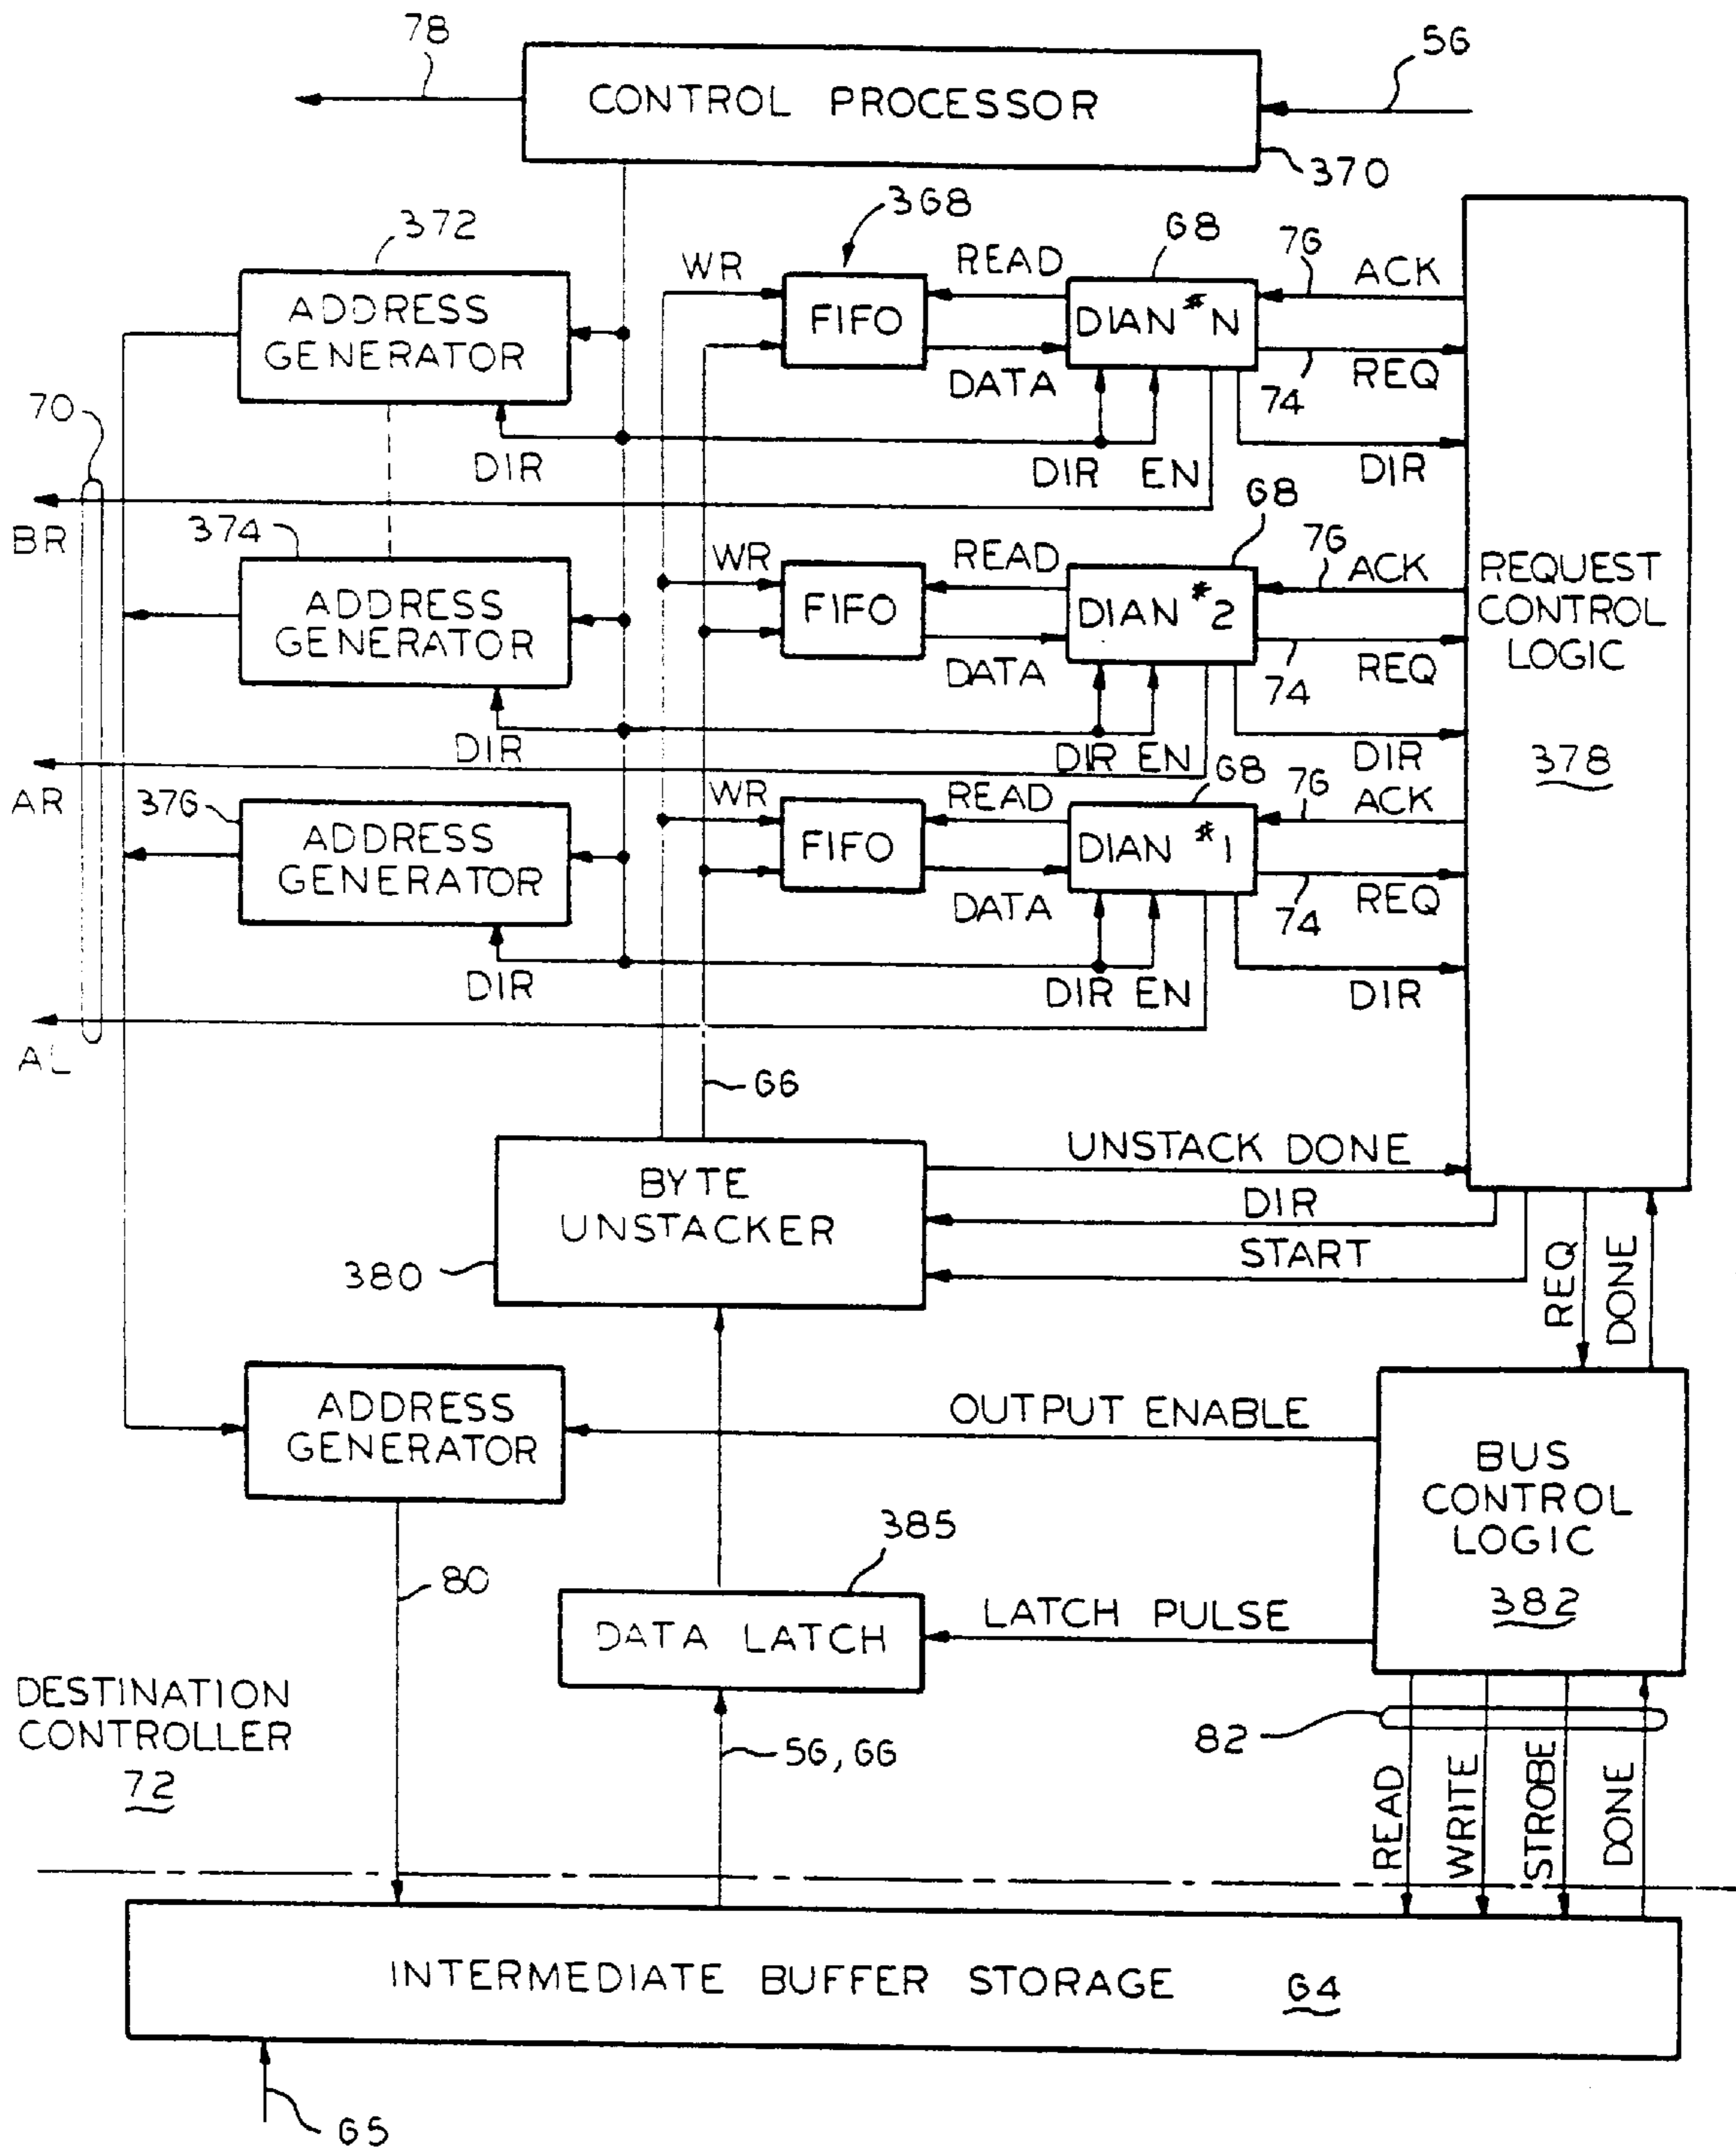 78
56
CONTROL PROCESSOR
370
372
368
68
WR
READ
76
ACK
ADDRESS
GENERATOR
FIFO
DIAN #N
DATA
74
REQ
70
DIR
DIR EN
DIR
BR
374
68
WR
READ
76
ACK
ADDRESS
GENERATOR
FIFO
DIAN #2
REQUEST
CONTROL
LOGIC
378
DATA
74
REQ
DIR
DIR EN
DIR
AR
376
68
WR
READ
76
ACK
ADDRESS
GENERATOR
FIFO
DIAN #1
DATA
74
REQ
DIR
DIR EN
DIR
AL
66
BYTE
UNSTACKER
380
UNSTACK DONE
DIR
START
REQ
DONE
ADDRESS
GENERATOR
OUTPUT ENABLE
BUS
CONTROL
LOGIC
382
80
385
DATA LATCH
LATCH PULSE
DESTINATION
CONTROLLER
72
56, 66
82
READ
WRITE
STROBE
DONE
INTERMEDIATE BUFFER STORAGE 64
65